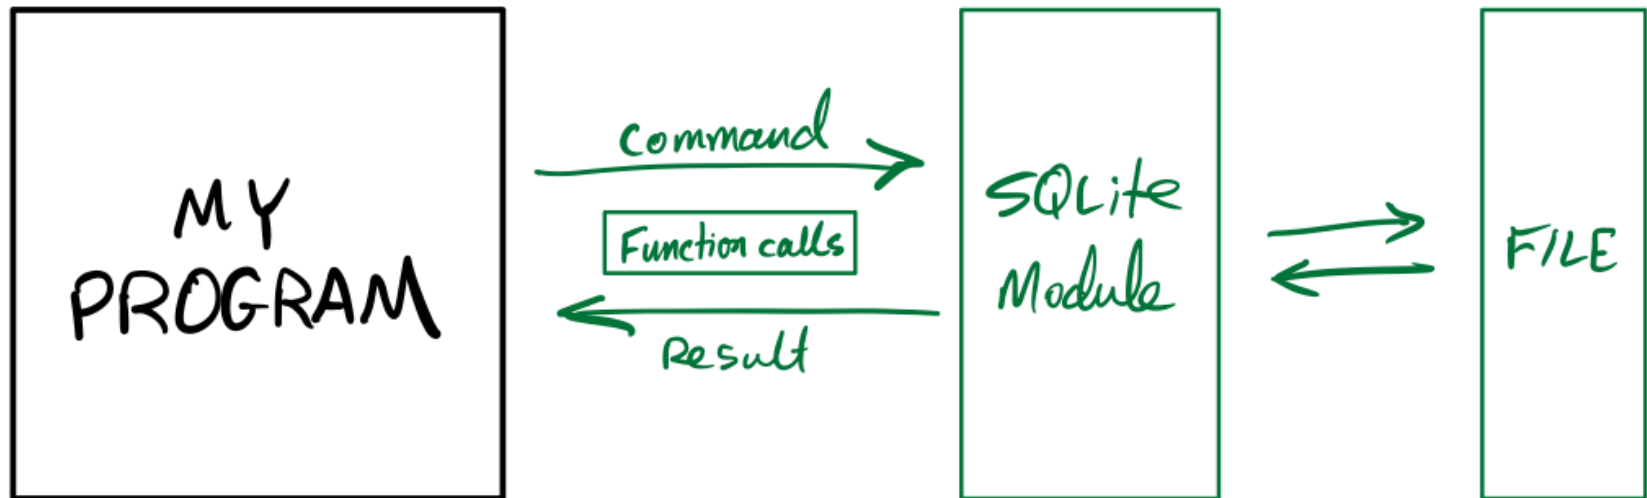 MY
PROGRAM
Command
Function calls
Result
SQLite
Module
FILE